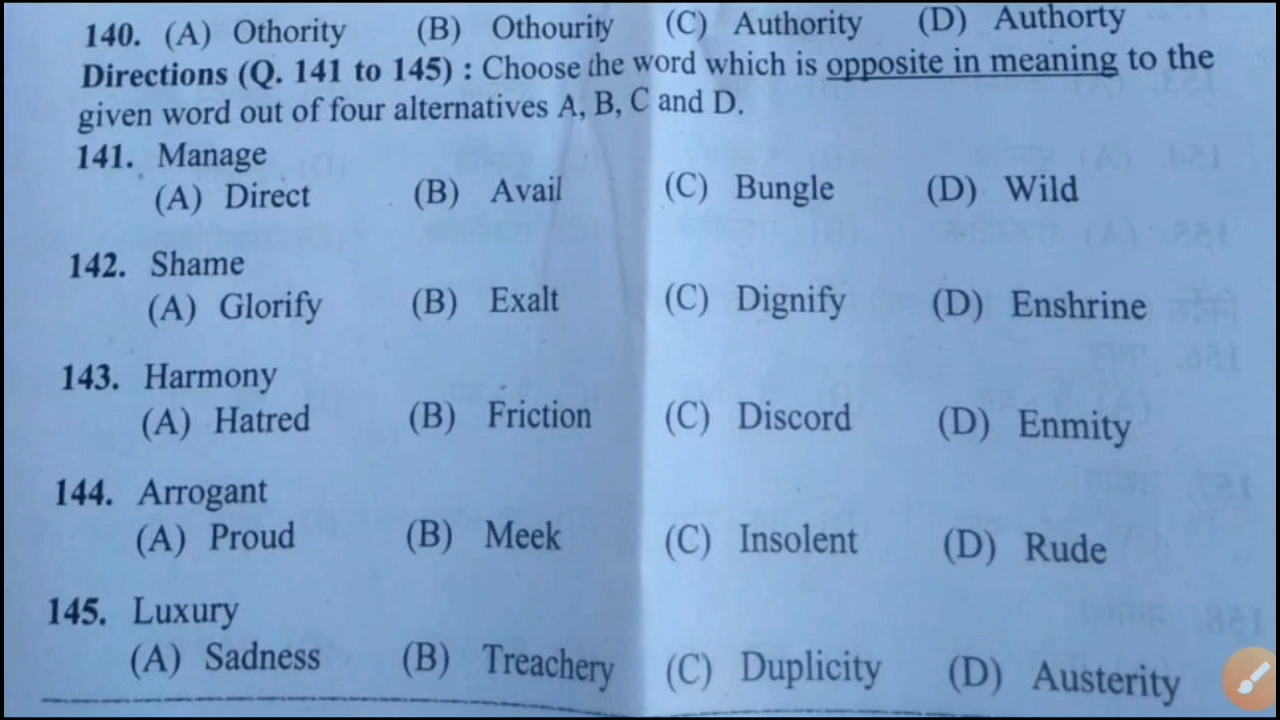 140. (A) Othority (B) Othourity (C) Authority (D) Authorty
Directions (Q. 141 to 145) : Choose the word which is opposite in meaning to the
given word out of four alternatives A, B, C and D.
141. Manage
(A) Direct (B) Avail (C) Bungle (D) Wild
142. Shame
(A) Glorify (B) Exalt (C) Dignify (D) Enshrine
143. Harmony
(A) Hatred (B) Friction (C) Discord (D) Enmity
144. Arrogant
(A) Proud (B) Meek (C) Insolent (D) Rude
145. Luxury
(A) Sadness (B) Treachery (C) Duplicity (D) Austerity